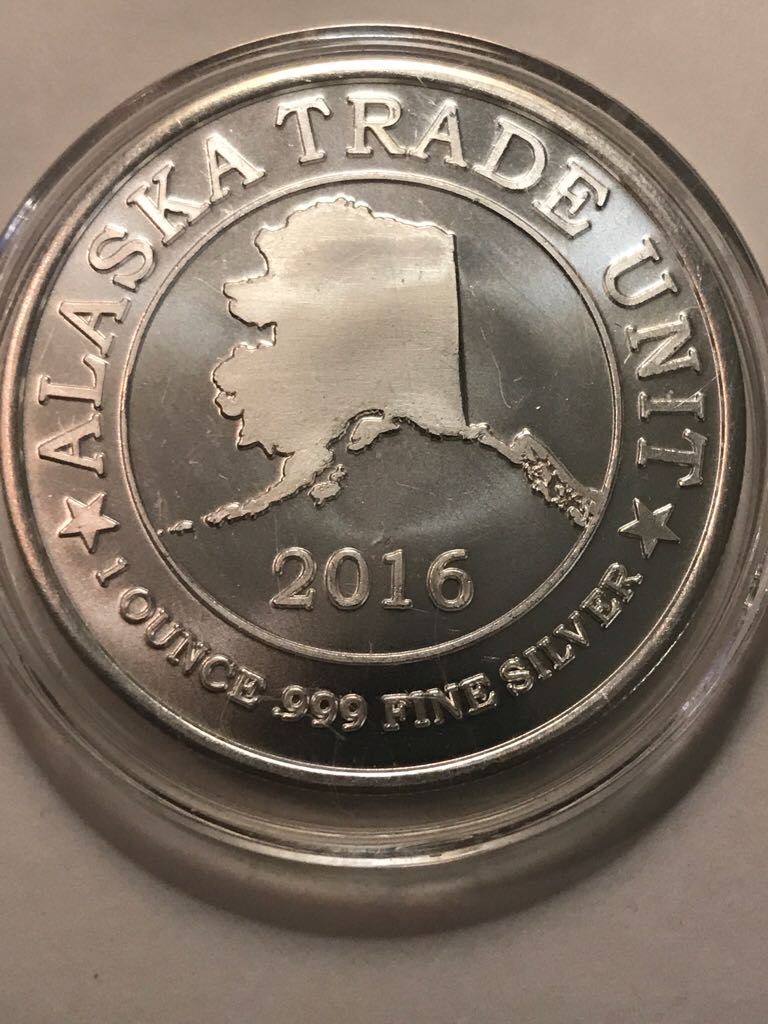 ALASKA TRADE UNIT
2016
1 OUNCE .999 FINE SILVER